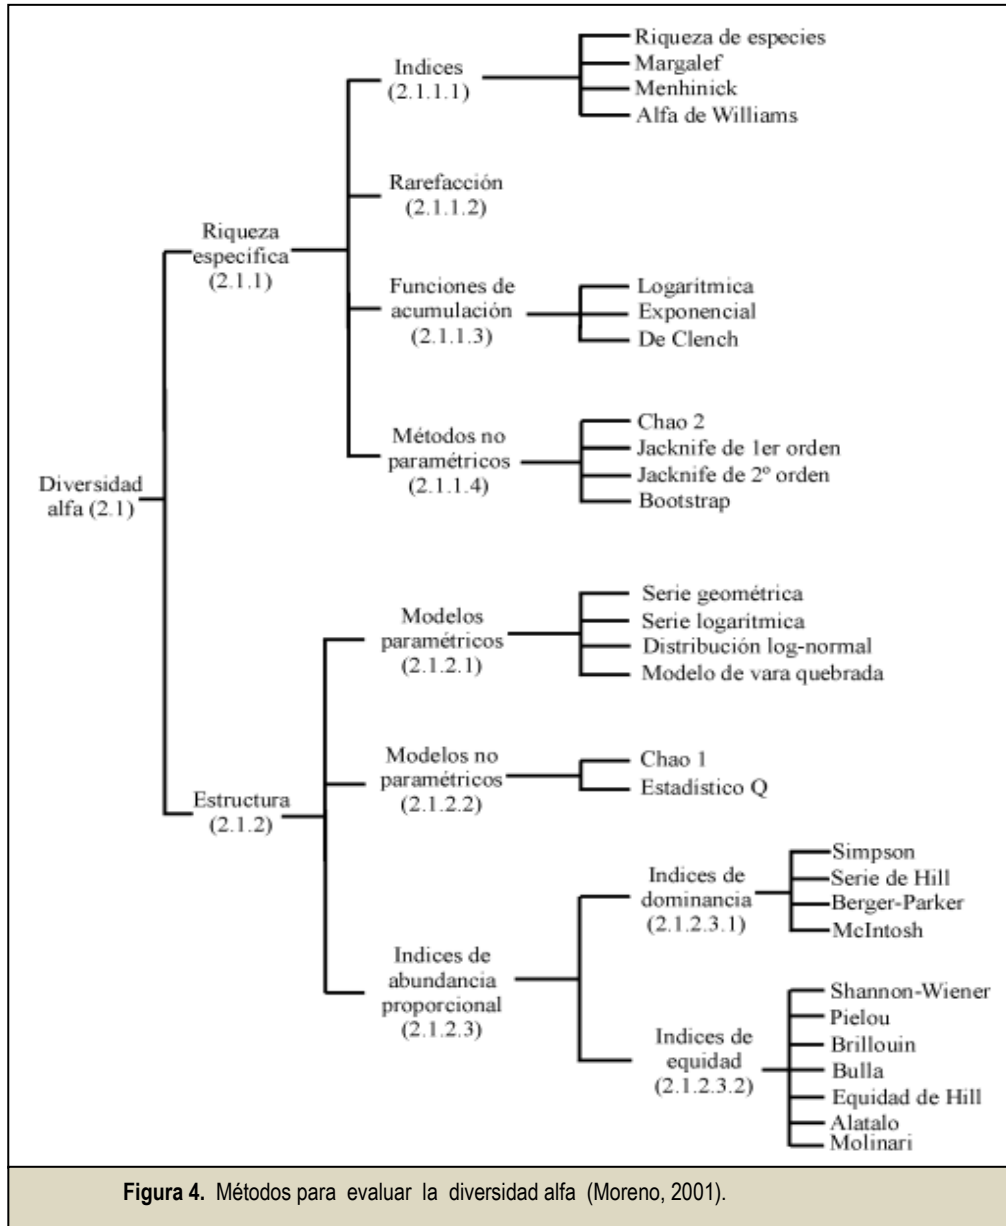 Riqueza de especies
Indices
Margalef
(2.1.1.1)
Menhinick
Alfa de Williams
Rarefacción
(2.1.1.2)
Riqueza
específica
(2.1.1)
Funciones de
acumulación
(2.1.1.3)
Logarítmica
Exponencial
De Clench
Métodos no
paramétricos
(2.1.1.4)
Chao 2
Jacknife de 1er orden
Jacknife de 2º orden
Bootstrap
Diversidad
alfa (2.1)
Modelos
paramétricos
(2.1.2.1)
Serie geométrica
Serie logarítmica
Distribución log-normal
Modelo de vara quebrada
Modelos no
paramétricos
(2.1.2.2)
Chao 1
Estadístico Q
Estructura
(2.1.2)
Indices de
dominancia
(2.1.2.3.1)
Simpson
Serie de Hill
Berger-Parker
McIntosh
Indices de
abundancia
proporcional
(2.1.2.3)
Indices de
equidad
(2.1.2.3.2)
Shannon-Wiener
Pielou
Brillouin
Bulla
Equidad de Hill
Alatalo
Molinari
Figura 4. Métodos para evaluar la diversidad alfa (Moreno, 2001).